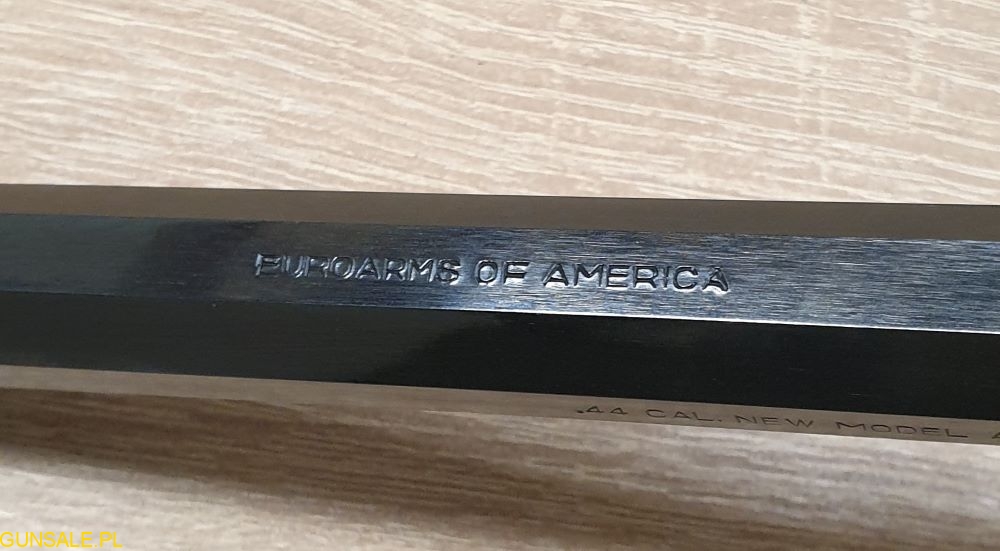 EUROARMS OF AMERICA
.44 CAL. NEW MODEL A
GUNSALE.PL